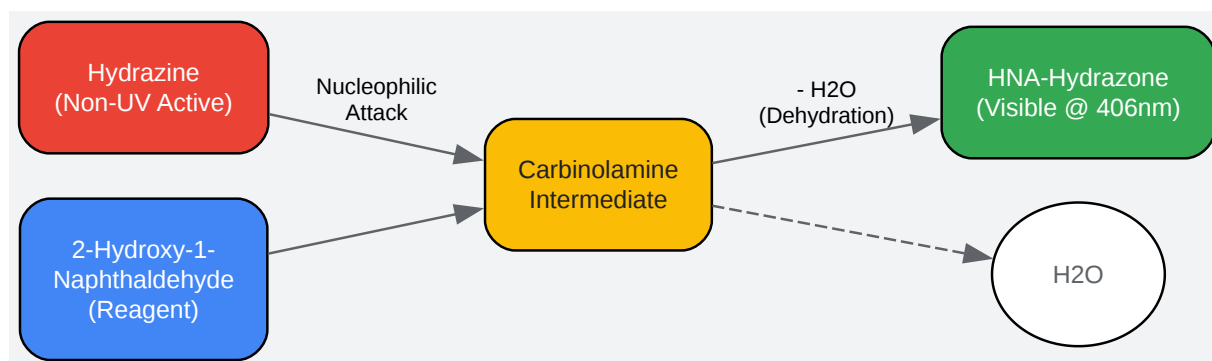 Hydrazine
(Non-UV Active)
Nucleophilic
Attack
- H2O
(Dehydration)
HNA-Hydrazone
(Visible @ 406nm)
Carbinolamine
Intermediate
2-Hydroxy-1-
Naphthaldehyde
(Reagent)
H2O